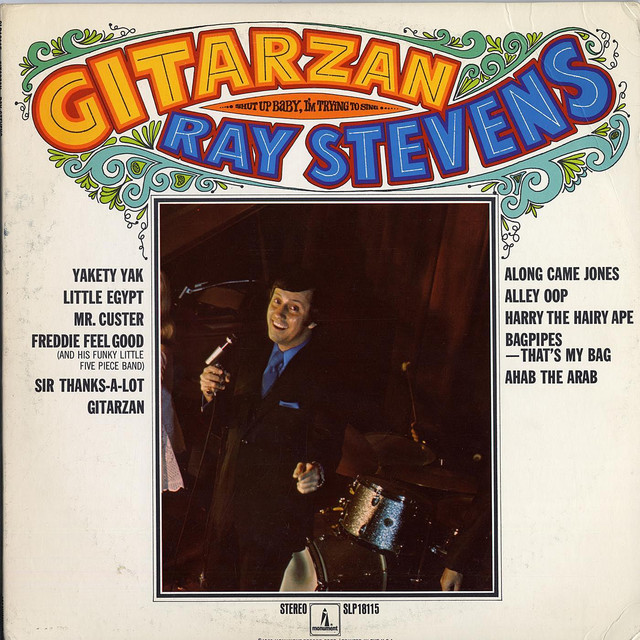 GITARZAN
SHUT UP BABY, I'M TRYING TO SING
RAY STEVENS
YAKETY YAK
LITTLE EGYPT
MR. CUSTER
FREDDIE FEEL GOOD
(AND HIS FUNKY LITTLE
FIVE PIECE BAND)
SIR THANKS-A-LOT
GITARZAN
ALONG CAME JONES
ALLEY OOP
HARRY THE HAIRY APE
BAGPIPES
—THAT'S MY BAG
AHAB THE ARAB
STEREO
monument
SLP18115